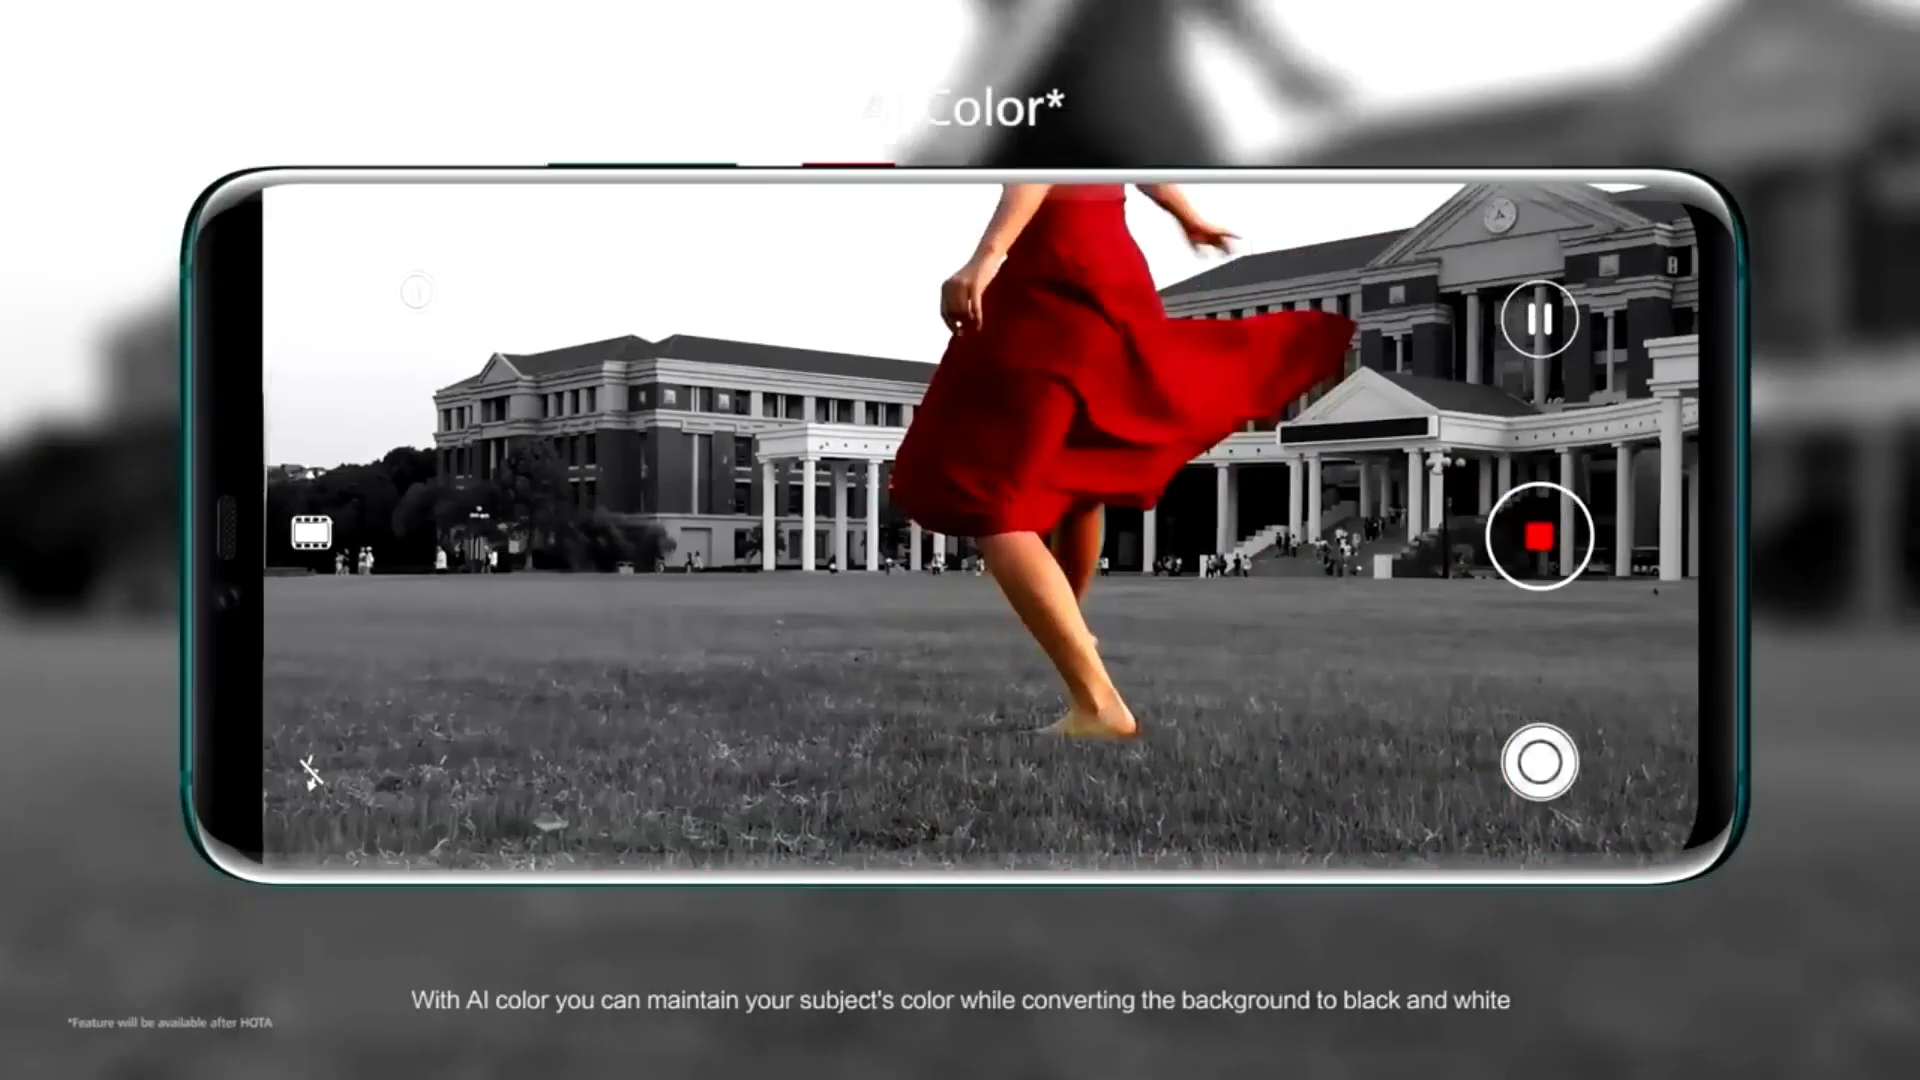 AI Color*
With AI color you can maintain your subject's color while converting the background to black and white
*Feature will be available after HOTA